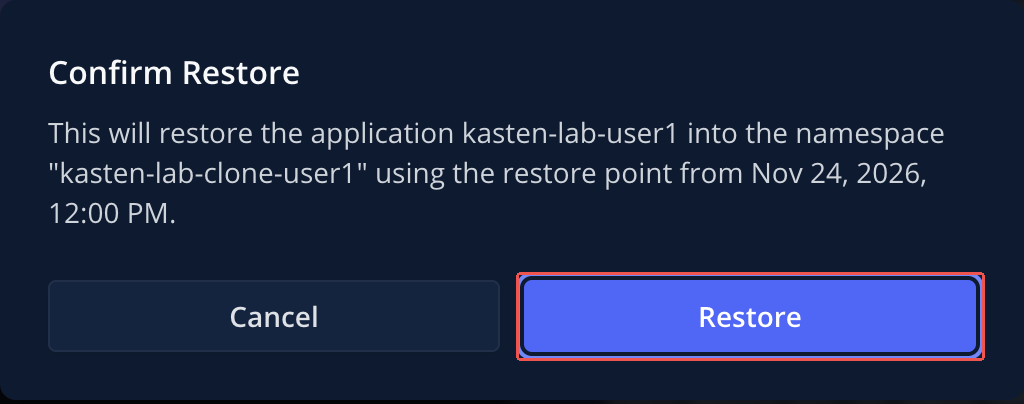 Confirm Restore
This will restore the application kasten-lab-user1 into the namespace
"kasten-lab-clone-user1" using the restore point from Nov 24, 2026,
12:00 PM.
Cancel
Restore